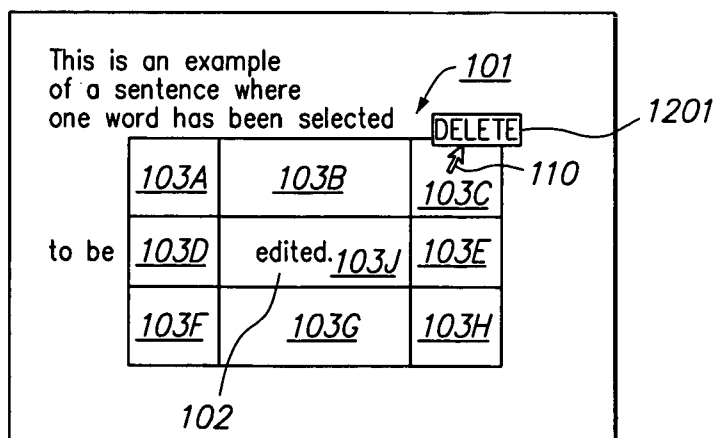 This is an example
of a sentence where
one word has been selected
101
DELETE
1201
103A 103B 103C
110
to be 103D edited. 103J 103E
103F 103G 103H
102